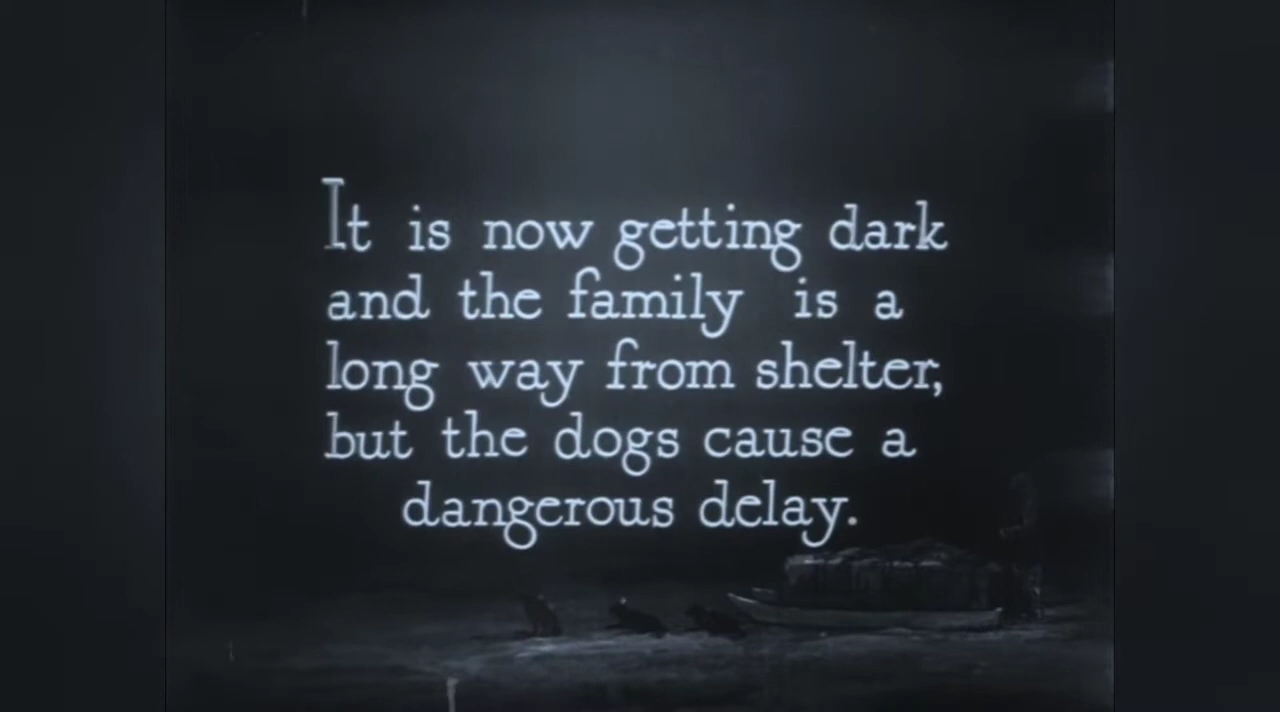 It is now getting dark
and the family is a
long way from shelter,
but the dogs cause a
dangerous delay.